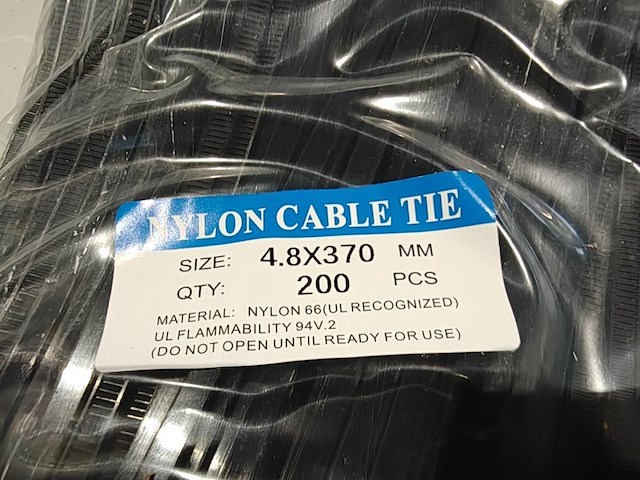 NYLON CABLE TIE
SIZE: 4.8X370 MM
QTY: 200 PCS
MATERIAL: NYLON 66(UL RECOGNIZED)
UL FLAMMABILITY 94V.2
(DO NOT OPEN UNTIL READY FOR USE)